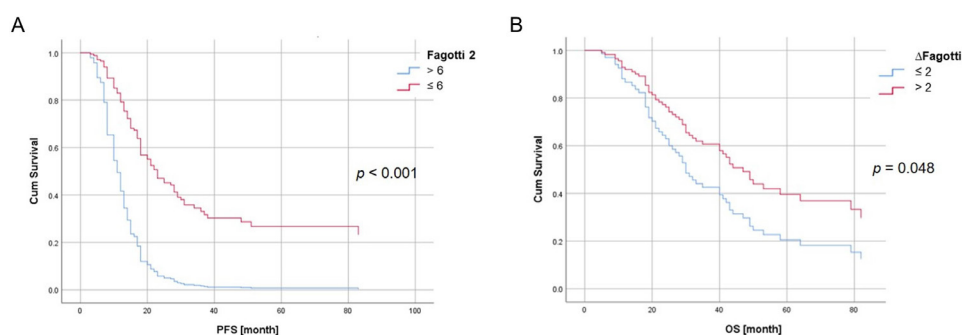 A
Fagotti 2
> 6
≤ 6
1.0
0.8
0.6
0.4
0.2
0.0
Cum Survival
p < 0.001
0 20 40 60 80 100
PFS [month]
B
ΔFagotti
≤ 2
> 2
1.0
0.8
0.6
0.4
0.2
0.0
Cum Survival
p = 0.048
0 20 40 60 80
OS [month]